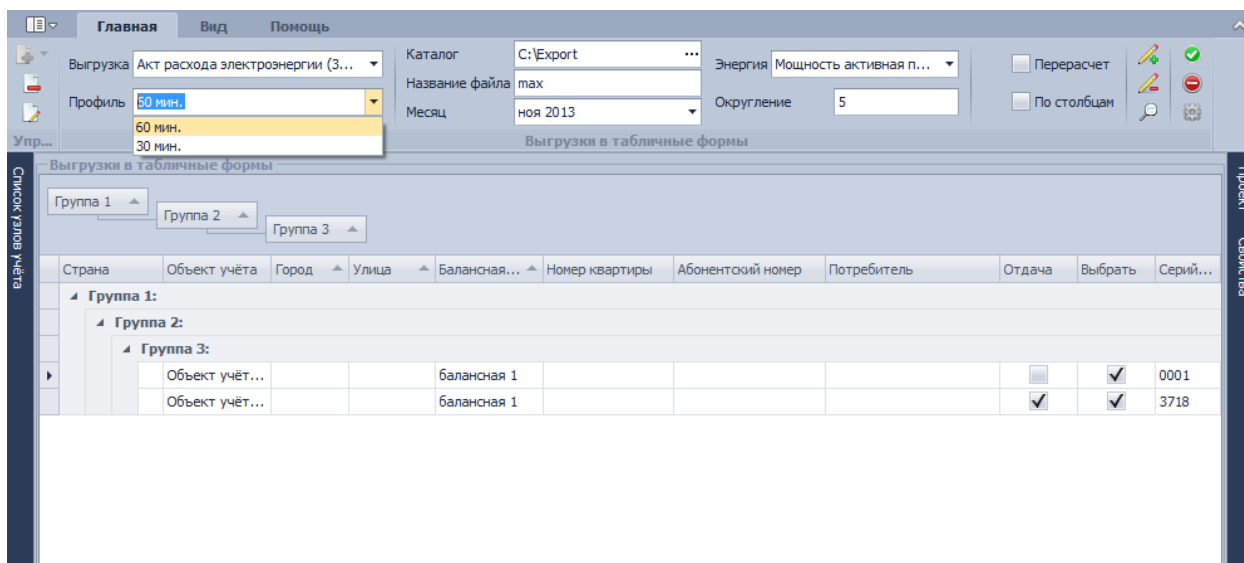 Главная Вид Помощь
Выгрузка Акт расхода электроэнергии (3...
Каталог C:\Export ...
Энергия Мощность активная п...
Перерасчет
Название файла max
Профиль 60 мин.
Округление 5
По столбцам
Месяц ноя 2013
60 мин.
30 мин.
Упр...
Выгрузки в табличные формы
Список узлов учёта
Проект
Свойства
Выгрузки в табличные формы
Группа 1
Группа 2
Группа 3
Страна Объект учёта Город Улица Балансная... Номер квартиры Абонентский номер Потребитель Отдача Выбрать Серий...
Группа 1:
Группа 2:
Группа 3:
Объект учёт... балансная 1 0001
Объект учёт... балансная 1 3718